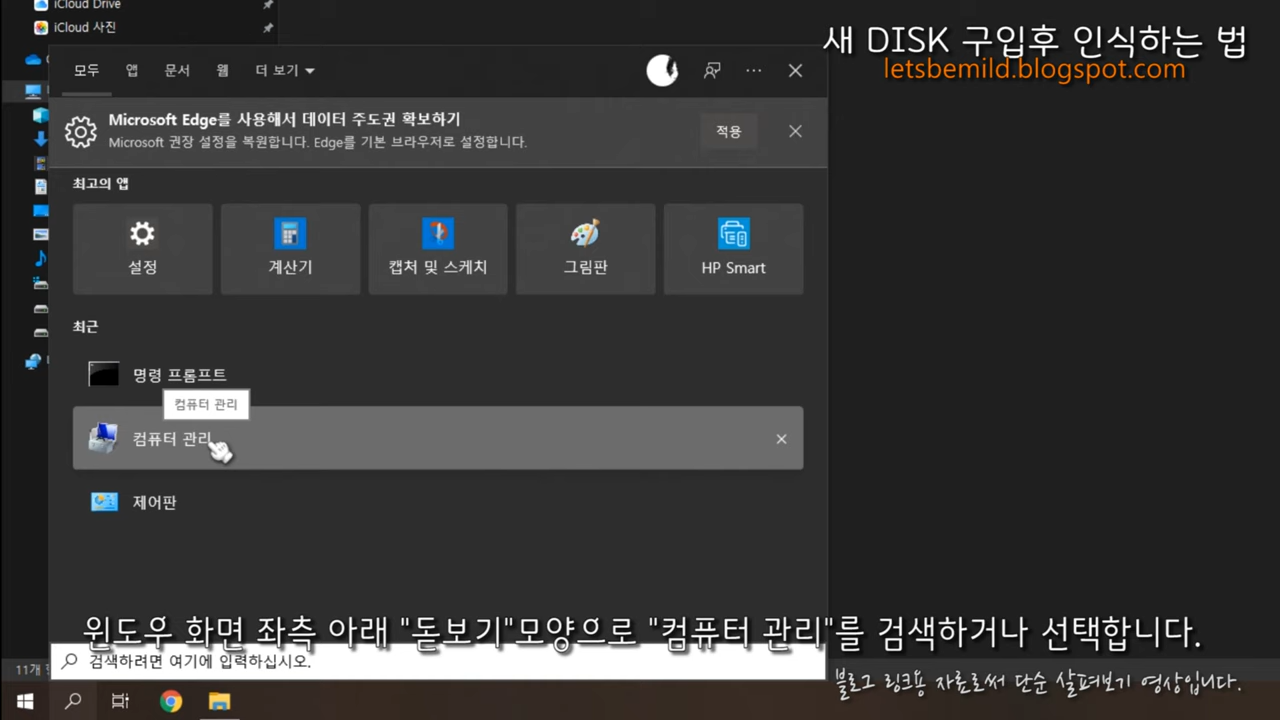 iCloud Drive
iCloud 사진
새 DISK 구입후 인식하는 법
letsbemild.blogspot.com
모두 앱 문서 웹 더 보기
Microsoft Edge를 사용해서 데이터 주도권 확보하기
Microsoft 권장 설정을 복원합니다. Edge를 기본 브라우저로 설정합니다.
적용
최고의 앱
설정 계산기 캡처 및 스케치 그림판 HP Smart
최근
명령 프롬프트
컴퓨터 관리
컴퓨터 관리
제어판
윈도우 화면 좌측 아래 "돋보기"모양으로 "컴퓨터 관리"를 검색하거나 선택합니다.
11개
검색하려면 여기에 입력하십시오.
블로그 링크용 자료로써 단순 살펴보기 영상입니다.